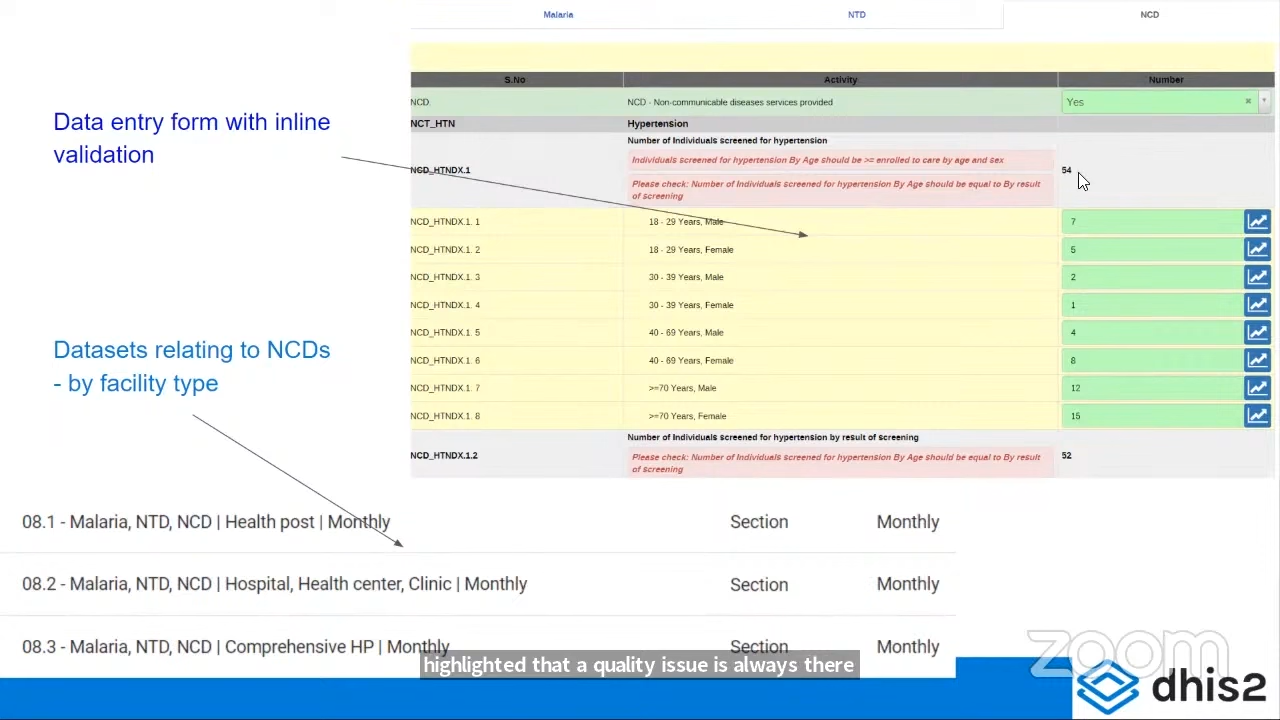 Malaria NTD NCD
S.No Activity Number
NCD. NCD - Non-communicable diseases services provided Yes
NCT_HTN Hypertension
Number of Individuals screened for hypertension
NCD_HTNDX.1 54
Individuals screened for hypertension By Age should be >= enrolled to care by age and sex
Please check: Number of Individuals screened for hypertension By Age should be equal to By result
of screening
NCD_HTNDX.1. 1 18 - 29 Years, Male 7
NCD_HTNDX.1. 2 18 - 29 Years, Female 5
NCD_HTNDX.1. 3 30 - 39 Years, Male 2
NCD_HTNDX.1. 4 30 - 39 Years, Female 1
NCD_HTNDX.1. 5 40 - 69 Years, Male 4
NCD_HTNDX.1. 6 40 - 69 Years, Female 8
NCD_HTNDX.1. 7 >=70 Years, Male 12
NCD_HTNDX.1. 8 >=70 Years, Female 15
Number of Individuals screened for hypertension by result of screening
NCD_HTNDX.1.2 52
Please check: Number of Individuals screened for hypertension By Age should be equal to By result
of screening
Data entry form with inline
validation
Datasets relating to NCDs
- by facility type
08.1 - Malaria, NTD, NCD | Health post | Monthly Section Monthly
08.2 - Malaria, NTD, NCD | Hospital, Health center, Clinic | Monthly Section Monthly
08.3 - Malaria, NTD, NCD | Comprehensive HP | Monthly Section Monthly
highlighted that a quality issue is always there
zoom
dhis2